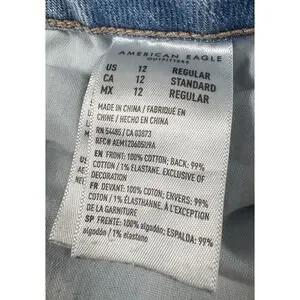 AMERICAN EAGLE
OUTFITTERS
US 12 REGULAR
CA 12 STANDARD
MX 12 REGULAR
MADE IN CHINA / FABRIQUÉ EN
CHINE / HECHO EN CHINA
RN 54485 / CA 03873
RFC# AEM120605U9A
EN FRONT: 100% COTTON; BACK: 99%
COTTON / 1% ELASTANE. EXCLUSIVE OF
DECORATION
FR DEVANT: 100% COTON; ENVERS: 99%
COTON / 1% ÉLASTHANNE. À L'EXCEPTION
DE LA GARNITURE
SP FRENTE: 100% algodón; ESPALDA: 99%
algodón / 1% elastano